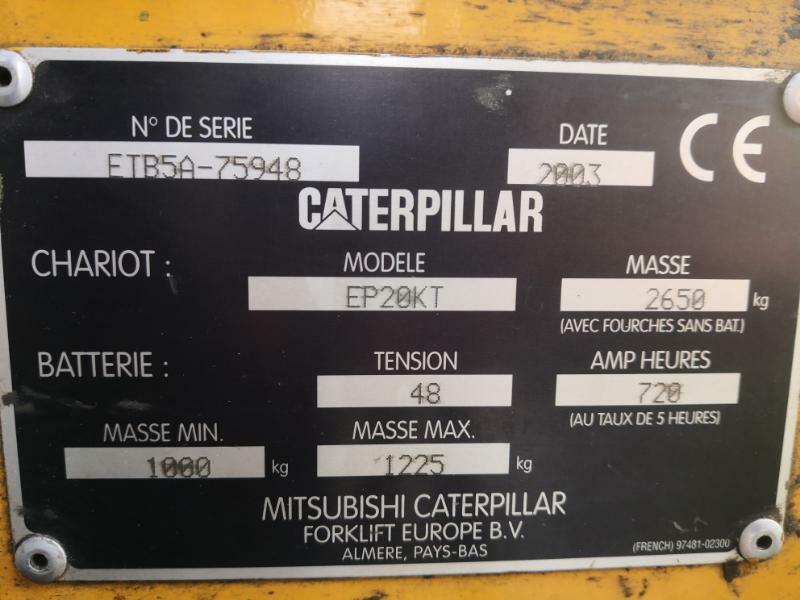 N° DE SERIE DATE CE
ETB5A-75948 2003
CATERPILLAR
CHARIOT : MODELE MASSE
EP20KT 2650 kg
(AVEC FOURCHES SANS BAT.)
BATTERIE : TENSION AMP HEURES
48 720
(AU TAUX DE 5 HEURES)
MASSE MIN. MASSE MAX.
1000 kg 1225 kg
MITSUBISHI CATERPILLAR
FORKLIFT EUROPE B.V.
ALMERE, PAYS-BAS (FRENCH) 97481-02300